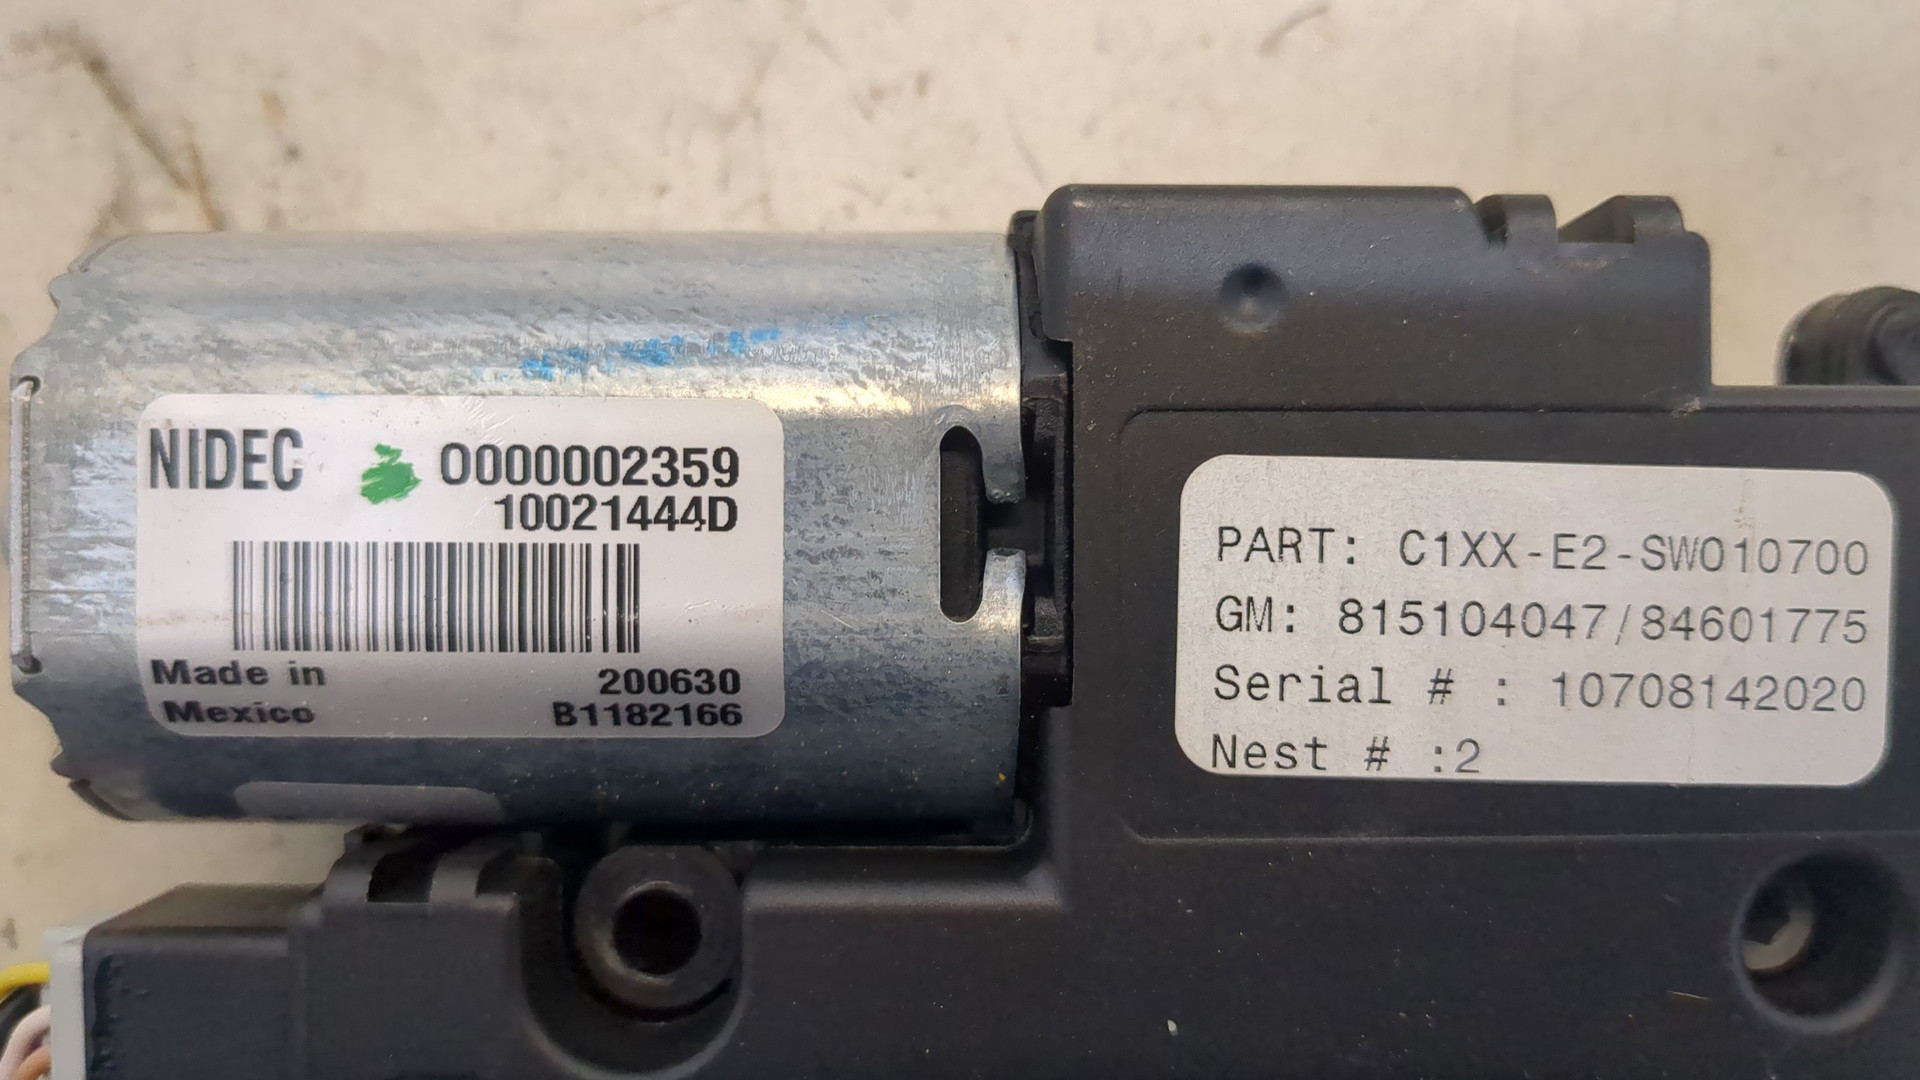 NIDEC
0000002359
10021444D
Made in
Mexico
200630
B1182166
PART: C1XX-E2-SW010700
GM: 815104047/84601775
Serial # : 10708142020
Nest # :2